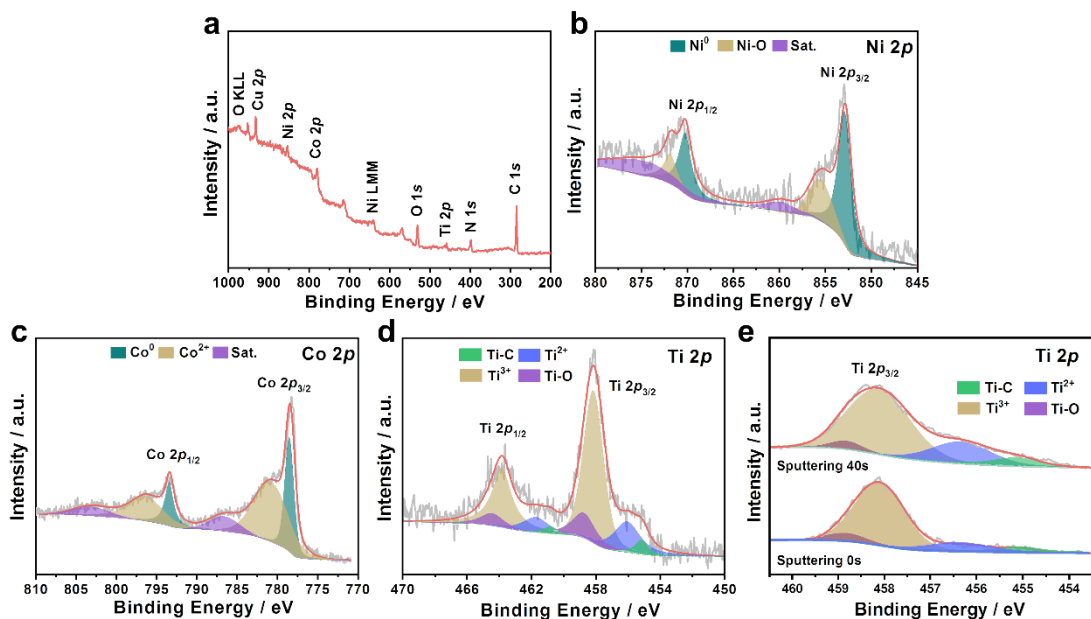 a
O KLL
Cu 2p
Ni 2p
Co 2p
Ni LMM
O 1s
Ti 2p
N 1s
C 1s
Intensity / a.u.
1000 900 800 700 600 500 400 300 200
Binding Energy / eV
b
Ni⁰ Ni-O Sat. Ni 2p
Ni 2p₃/₂
Ni 2p₁/₂
Intensity / a.u.
880 875 870 865 860 855 850 845
Binding Energy / eV
c
Co⁰ Co²⁺ Sat. Co 2p
Co 2p₃/₂
Co 2p₁/₂
Intensity / a.u.
810 800 790 780 770
Binding Energy / eV
d
Ti 2p
Ti-C Ti²⁺
Ti³⁺ Ti-O
Ti 2p₃/₂
Ti 2p₁/₂
Intensity / a.u.
470 466 462 458 454 450
Binding Energy / eV
e
Ti 2p
Ti 2p₃/₂
Ti-C Ti²⁺
Ti³⁺ Ti-O
Sputtering 40s
Sputtering 0s
Intensity / a.u.
460 459 458 457 456 455 454
Binding Energy / eV